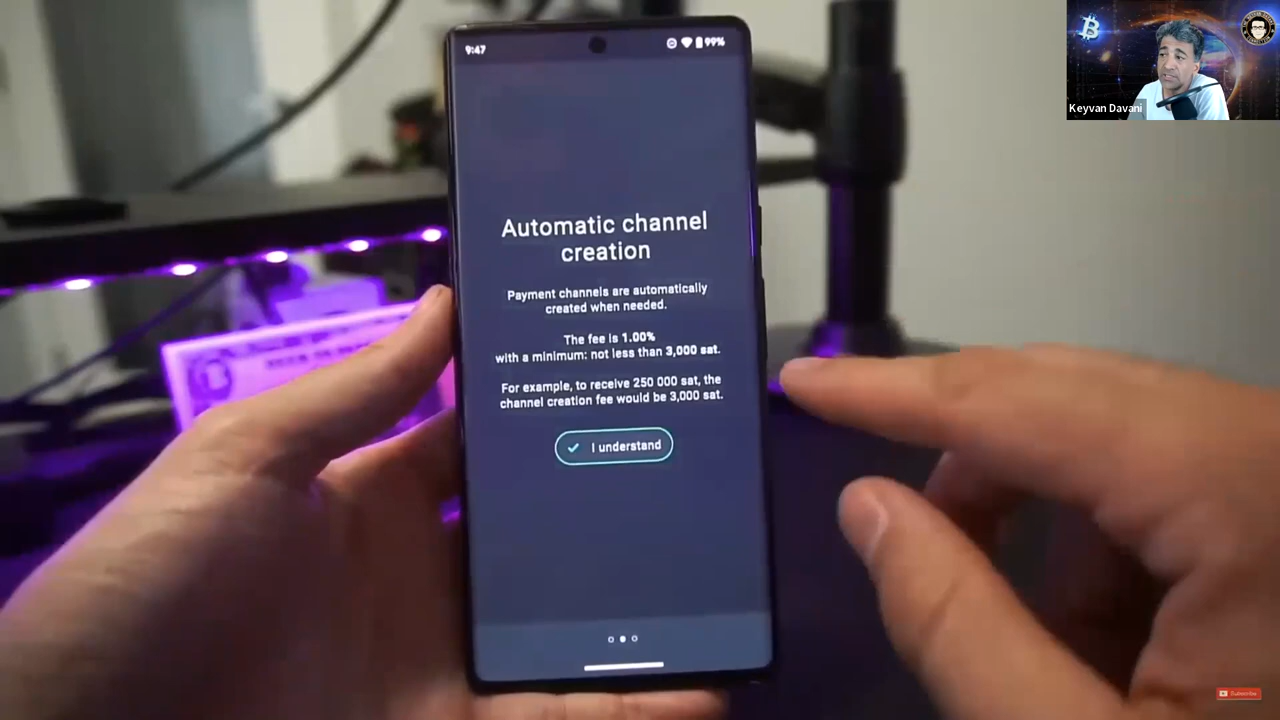 9:47
99%
Automatic channel
creation
Payment channels are automatically
created when needed.
The fee is 1.00%
with a minimum: not less than 3,000 sat.
For example, to receive 250 000 sat, the
channel creation fee would be 3,000 sat.
I understand
Keyvan Davani
Subscribe